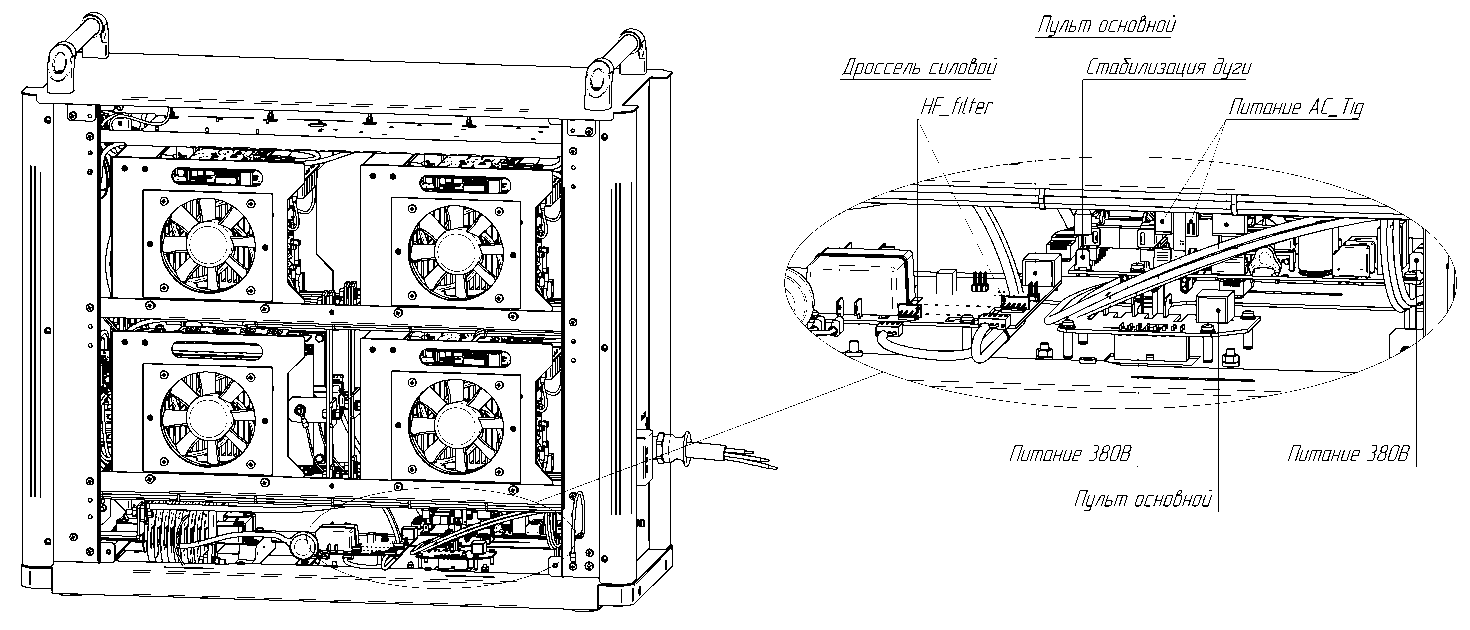 Пульт основной
Дроссель силовой
Стабилизация дуги
HF_filter
Питание AC_Tig
Питание 380В
Питание 380В
Пульт основной